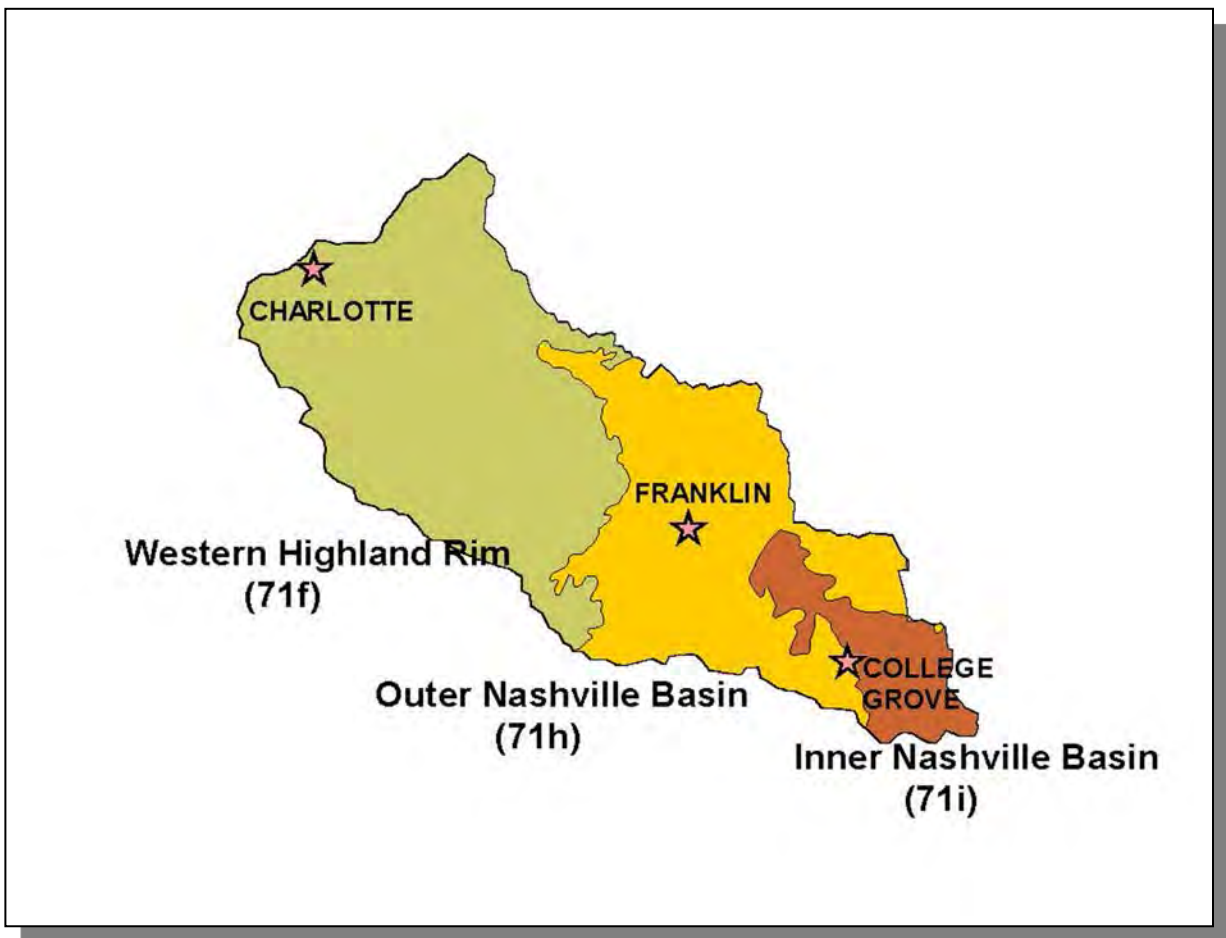 CHARLOTTE
FRANKLIN
Western Highland Rim
(71f)
COLLEGE
GROVE
Outer Nashville Basin
(71h)
Inner Nashville Basin
(71i)